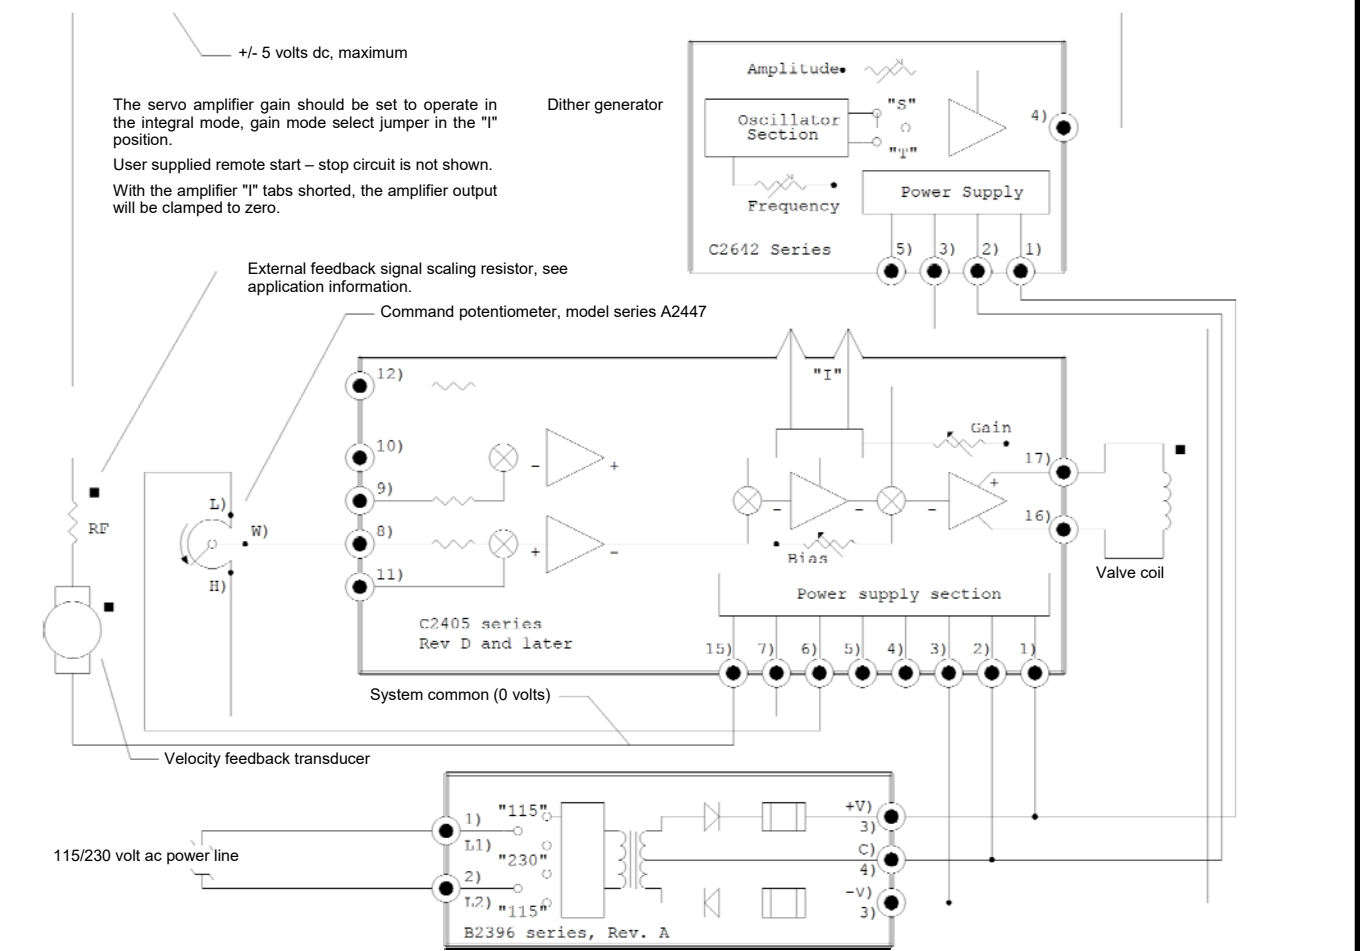 +/- 5 volts dc, maximum
The servo amplifier gain should be set to operate in
the integral mode, gain mode select jumper in the "I"
position.
User supplied remote start – stop circuit is not shown.
With the amplifier "I" tabs shorted, the amplifier output
will be clamped to zero.
Dither generator
Amplitude
Oscillator
Section
"S"
"T"
4)
Power Supply
Frequency
C2642 Series
5)
3)
2)
1)
External feedback signal scaling resistor, see
application information.
Command potentiometer, model series A2447
12)
"I"
10)
Gain
9)
- +
17)
+
L)
RF
W)
8)
- - -
16)
+ -
Bias
H)
11)
Valve coil
Power supply section
C2405 series
Rev D and later
15)
7)
6)
5)
4)
3)
2)
1)
System common (0 volts)
Velocity feedback transducer
115/230 volt ac power line
1)
L1)
2)
L2)
"115"
"230"
"115"
+V)
3)
C)
4)
-V)
3)
B2396 series, Rev. A